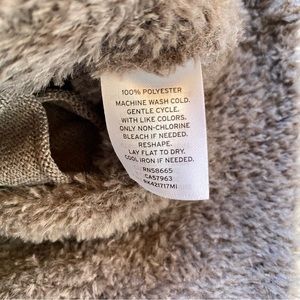 100% POLYESTER
MACHINE WASH COLD.
GENTLE CYCLE.
WITH LIKE COLORS.
ONLY NON-CHLORINE
BLEACH IF NEEDED.
RESHAPE.
LAY FLAT TO DRY.
COOL IRON IF NEEDED.
RN58665
CA57963
RK421717MI